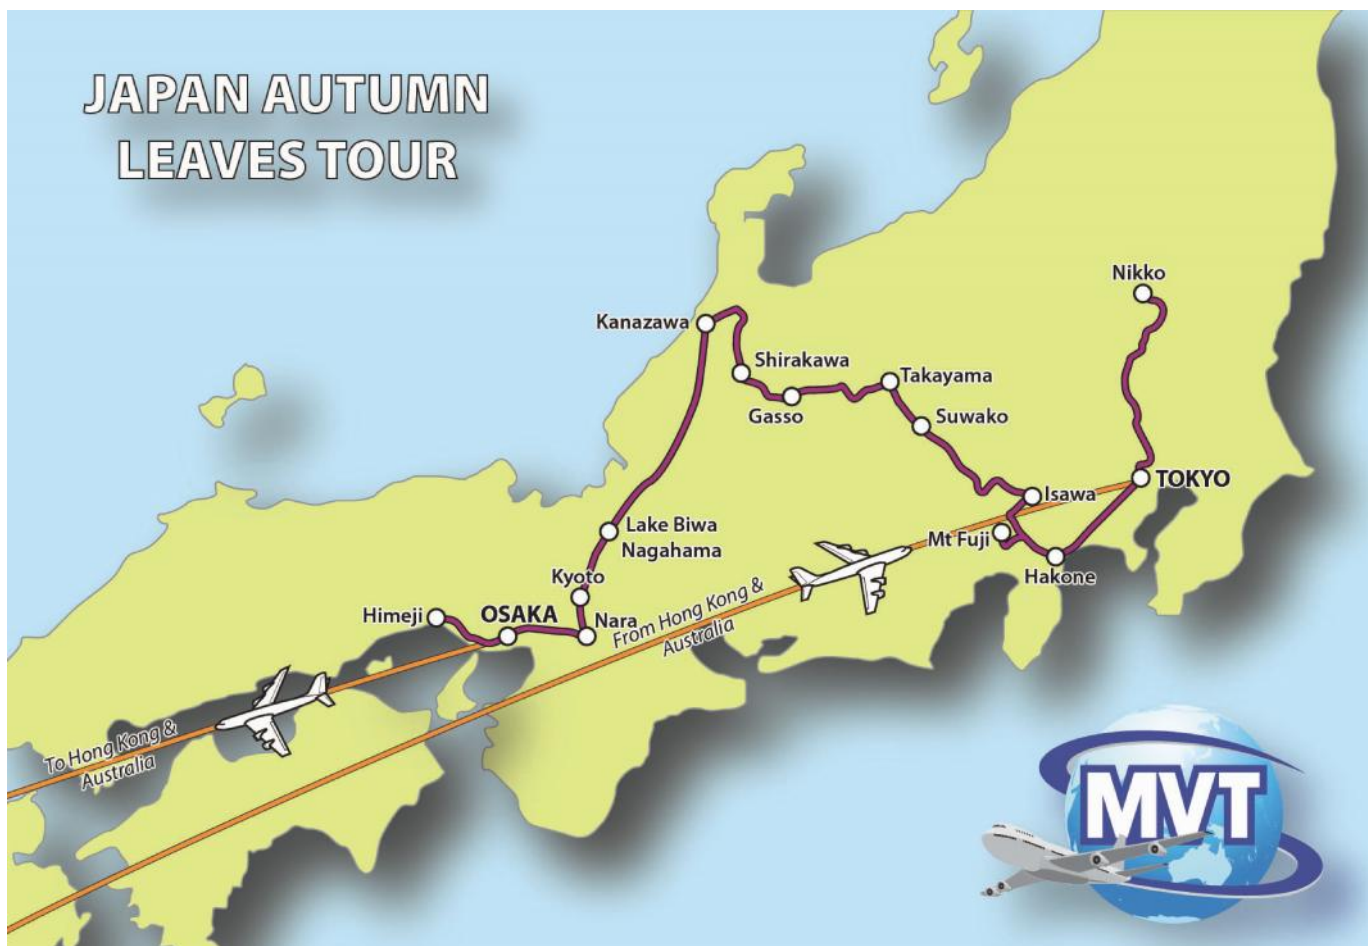 JAPAN AUTUMN
LEAVES TOUR
Nikko
Kanazawa
Shirakawa
Takayama
Gasso
Suwako
TOKYO
Isawa
Lake Biwa
Nagahama
Mt Fuji
Hakone
Kyoto
Himeji
OSAKA
Nara
From Hong Kong &
Australia
To Hong Kong &
Australia
MVT